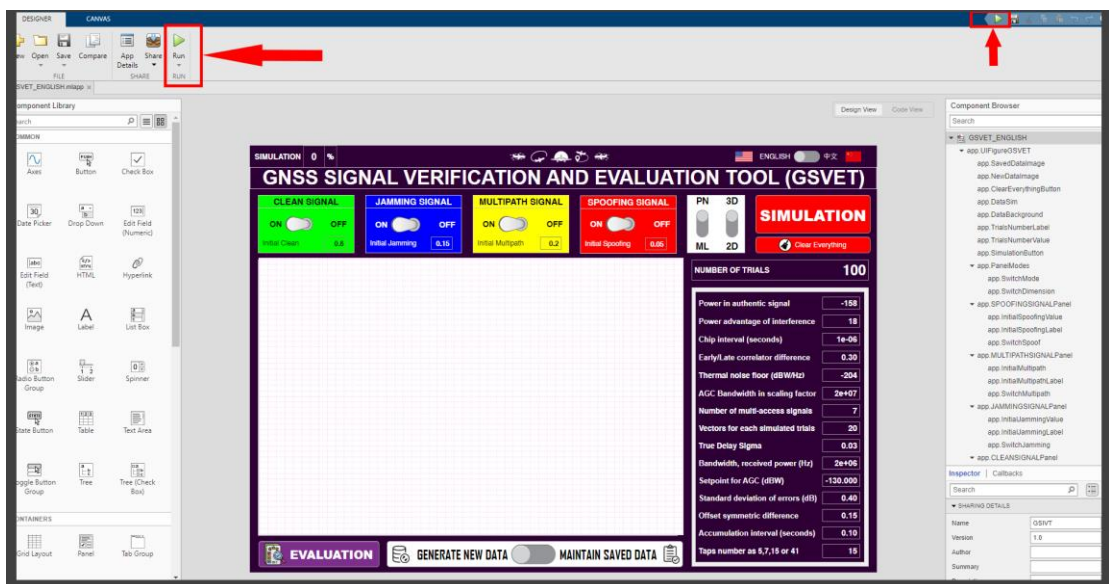 DESIGNER CANVAS
Open Save Compare App Details Share Run
FILE SHARE RUN
SVET_ENGLISH.mlapp ×
Component Library
Design View Code View
Component Browser
Search
COMMON
Axes Button Check Box
Date Picker Drop Down Edit Field (Numeric)
Edit Field (Text) HTML Hyperlink
Image Label List Box
Radio Button Group Slider Spinner
State Button Table Text Area
Toggle Button Group Tree Tree (Check Box)
CONTAINERS
Grid Layout Panel Tab Group
SIMULATION 0 % ENGLISH 中文
GNSS SIGNAL VERIFICATION AND EVALUATION TOOL (GSVET)
CLEAN SIGNAL JAMMING SIGNAL MULTIPATH SIGNAL SPOOFING SIGNAL PN 3D
ON OFF ON OFF ON OFF ON OFF SIMULATION
Initial Clean 0.6 Initial Jamming 0.15 Initial Multipath 0.2 Initial Spoofing 0.05 ML 2D Clear Everything
NUMBER OF TRIALS 100
Power in authentic signal -158
Power advantage of interference 18
Chip interval (seconds) 1e-06
Early/Late correlator difference 0.30
Thermal noise floor (dBW/Hz) -204
AGC Bandwidth in scaling factor 2e+07
Number of multi-access signals 7
Vectors for each simulated trials 20
True Delay Sigma 0.03
Bandwidth, received power (Hz) 2e+06
Setpoint for AGC (dBW) -130.000
Standard deviation of errors (dB) 0.40
Offset symmetric difference 0.15
Accumulation interval (seconds) 0.10
Taps number as 5,7,15 or 41 15
EVALUATION GENERATE NEW DATA MAINTAIN SAVED DATA
GSVET_ENGLISH
app.UIFigureGSVET
app.SavedDataImage
app.NewDataImage
app.ClearEverythingButton
app.DataSim
app.DataBackground
app.TrialsNumberLabel
app.TrialsNumberValue
app.SimulationButton
app.PanelModes
app.SwitchMode
app.SwitchDimension
app.SPOOFINGSIGNALPanel
app.InitialSpoofingValue
app.InitialSpoofingLabel
app.SwitchSpoof
app.MULTIPATHSIGNALPanel
app.InitialMultipath
app.InitialMultipathLabel
app.SwitchMultipath
app.JAMMINGSIGNALPanel
app.InitialJammingValue
app.InitialJammingLabel
app.SwitchJamming
app.CLEANSIGNALPanel
Inspector | Callbacks
Search
SHARING DETAILS
Name GSIVT
Version 1.0
Author
Summary